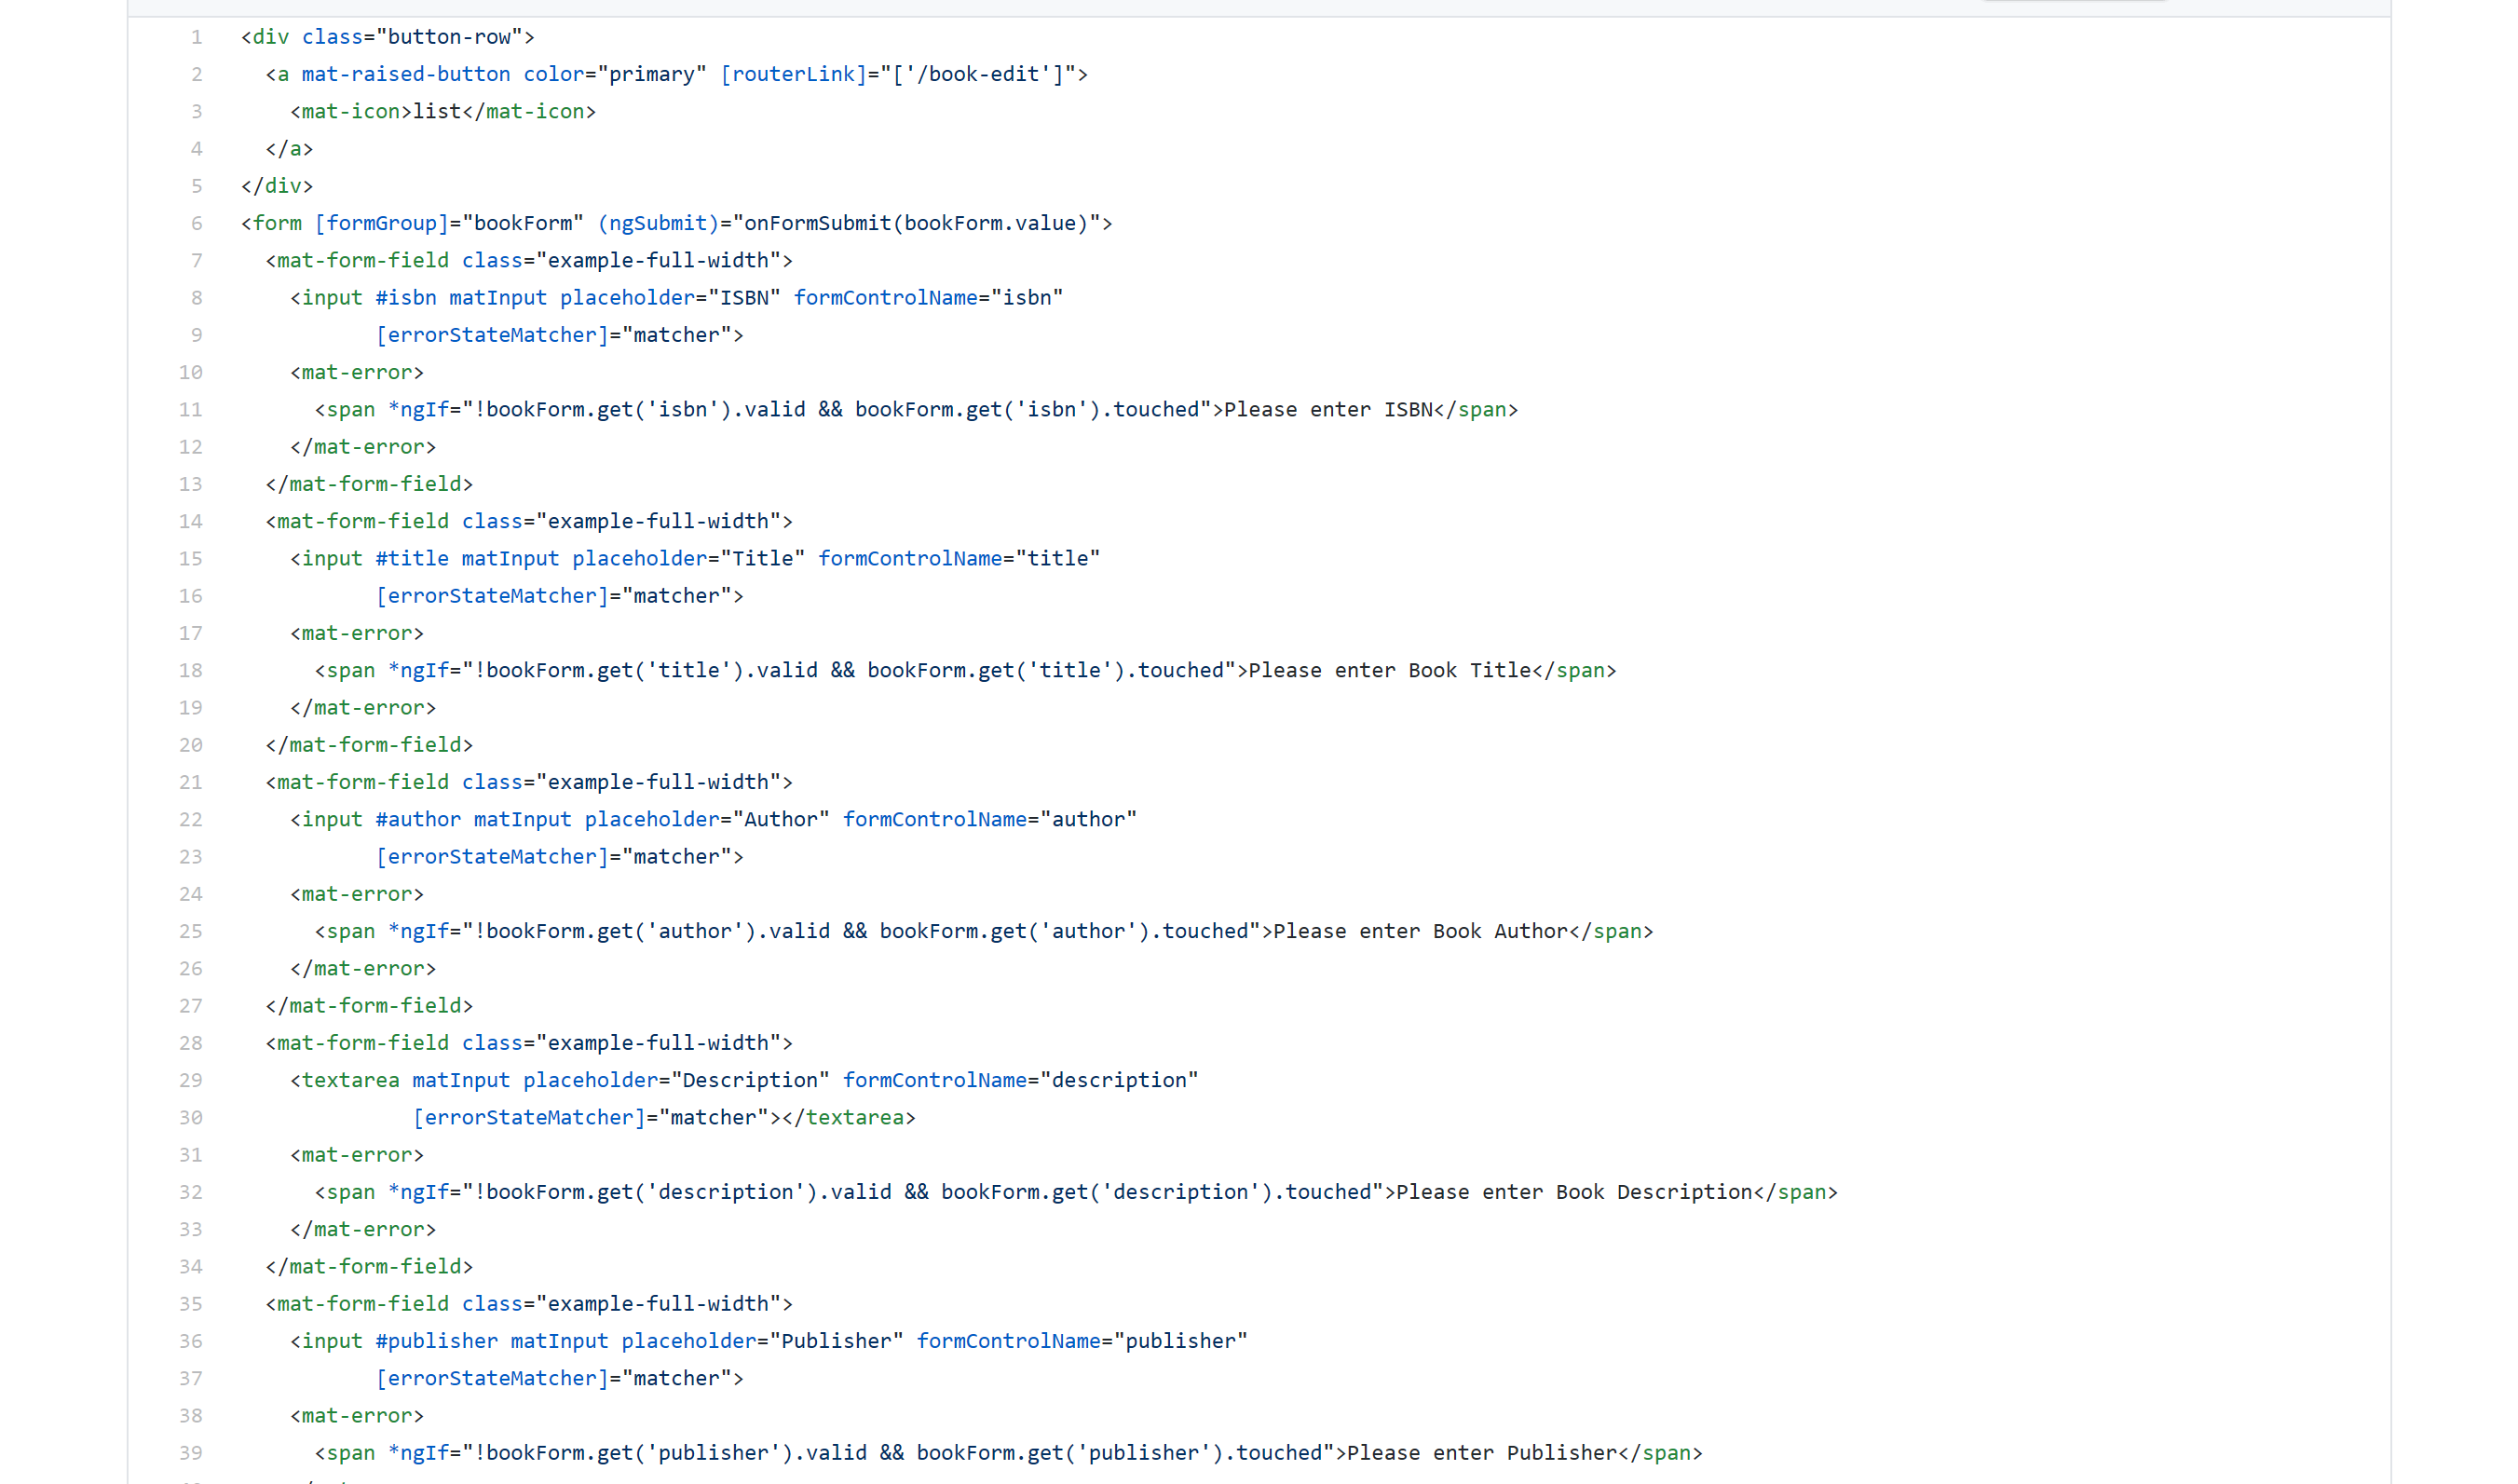 1 <div class="button-row">
2   <a mat-raised-button color="primary" [routerLink]="['/book-edit']">
3     <mat-icon>list</mat-icon>
4   </a>
5 </div>
6 <form [formGroup]="bookForm" (ngSubmit)="onFormSubmit(bookForm.value)">
7   <mat-form-field class="example-full-width">
8     <input #isbn matInput placeholder="ISBN" formControlName="isbn"
9            [errorStateMatcher]="matcher">
10     <mat-error>
11       <span *ngIf="!bookForm.get('isbn').valid && bookForm.get('isbn').touched">Please enter ISBN</span>
12     </mat-error>
13   </mat-form-field>
14   <mat-form-field class="example-full-width">
15     <input #title matInput placeholder="Title" formControlName="title"
16            [errorStateMatcher]="matcher">
17     <mat-error>
18       <span *ngIf="!bookForm.get('title').valid && bookForm.get('title').touched">Please enter Book Title</span>
19     </mat-error>
20   </mat-form-field>
21   <mat-form-field class="example-full-width">
22     <input #author matInput placeholder="Author" formControlName="author"
23            [errorStateMatcher]="matcher">
24     <mat-error>
25       <span *ngIf="!bookForm.get('author').valid && bookForm.get('author').touched">Please enter Book Author</span>
26     </mat-error>
27   </mat-form-field>
28   <mat-form-field class="example-full-width">
29     <textarea matInput placeholder="Description" formControlName="description"
30               [errorStateMatcher]="matcher"></textarea>
31     <mat-error>
32       <span *ngIf="!bookForm.get('description').valid && bookForm.get('description').touched">Please enter Book Description</span>
33     </mat-error>
34   </mat-form-field>
35   <mat-form-field class="example-full-width">
36     <input #publisher matInput placeholder="Publisher" formControlName="publisher"
37            [errorStateMatcher]="matcher">
38     <mat-error>
39       <span *ngIf="!bookForm.get('publisher').valid && bookForm.get('publisher').touched">Please enter Publisher</span>